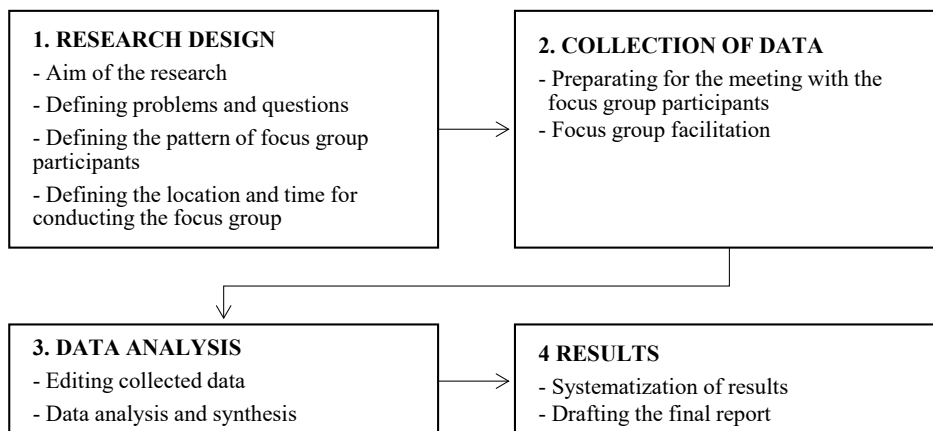 1. RESEARCH DESIGN
- Aim of the research
- Defining problems and questions
- Defining the pattern of focus group
participants
- Defining the location and time for
conducting the focus group
2. COLLECTION OF DATA
- Preparating for the meeting with the
focus group participants
- Focus group facilitation
3. DATA ANALYSIS
- Editing collected data
- Data analysis and synthesis
4 RESULTS
- Systematization of results
- Drafting the final report